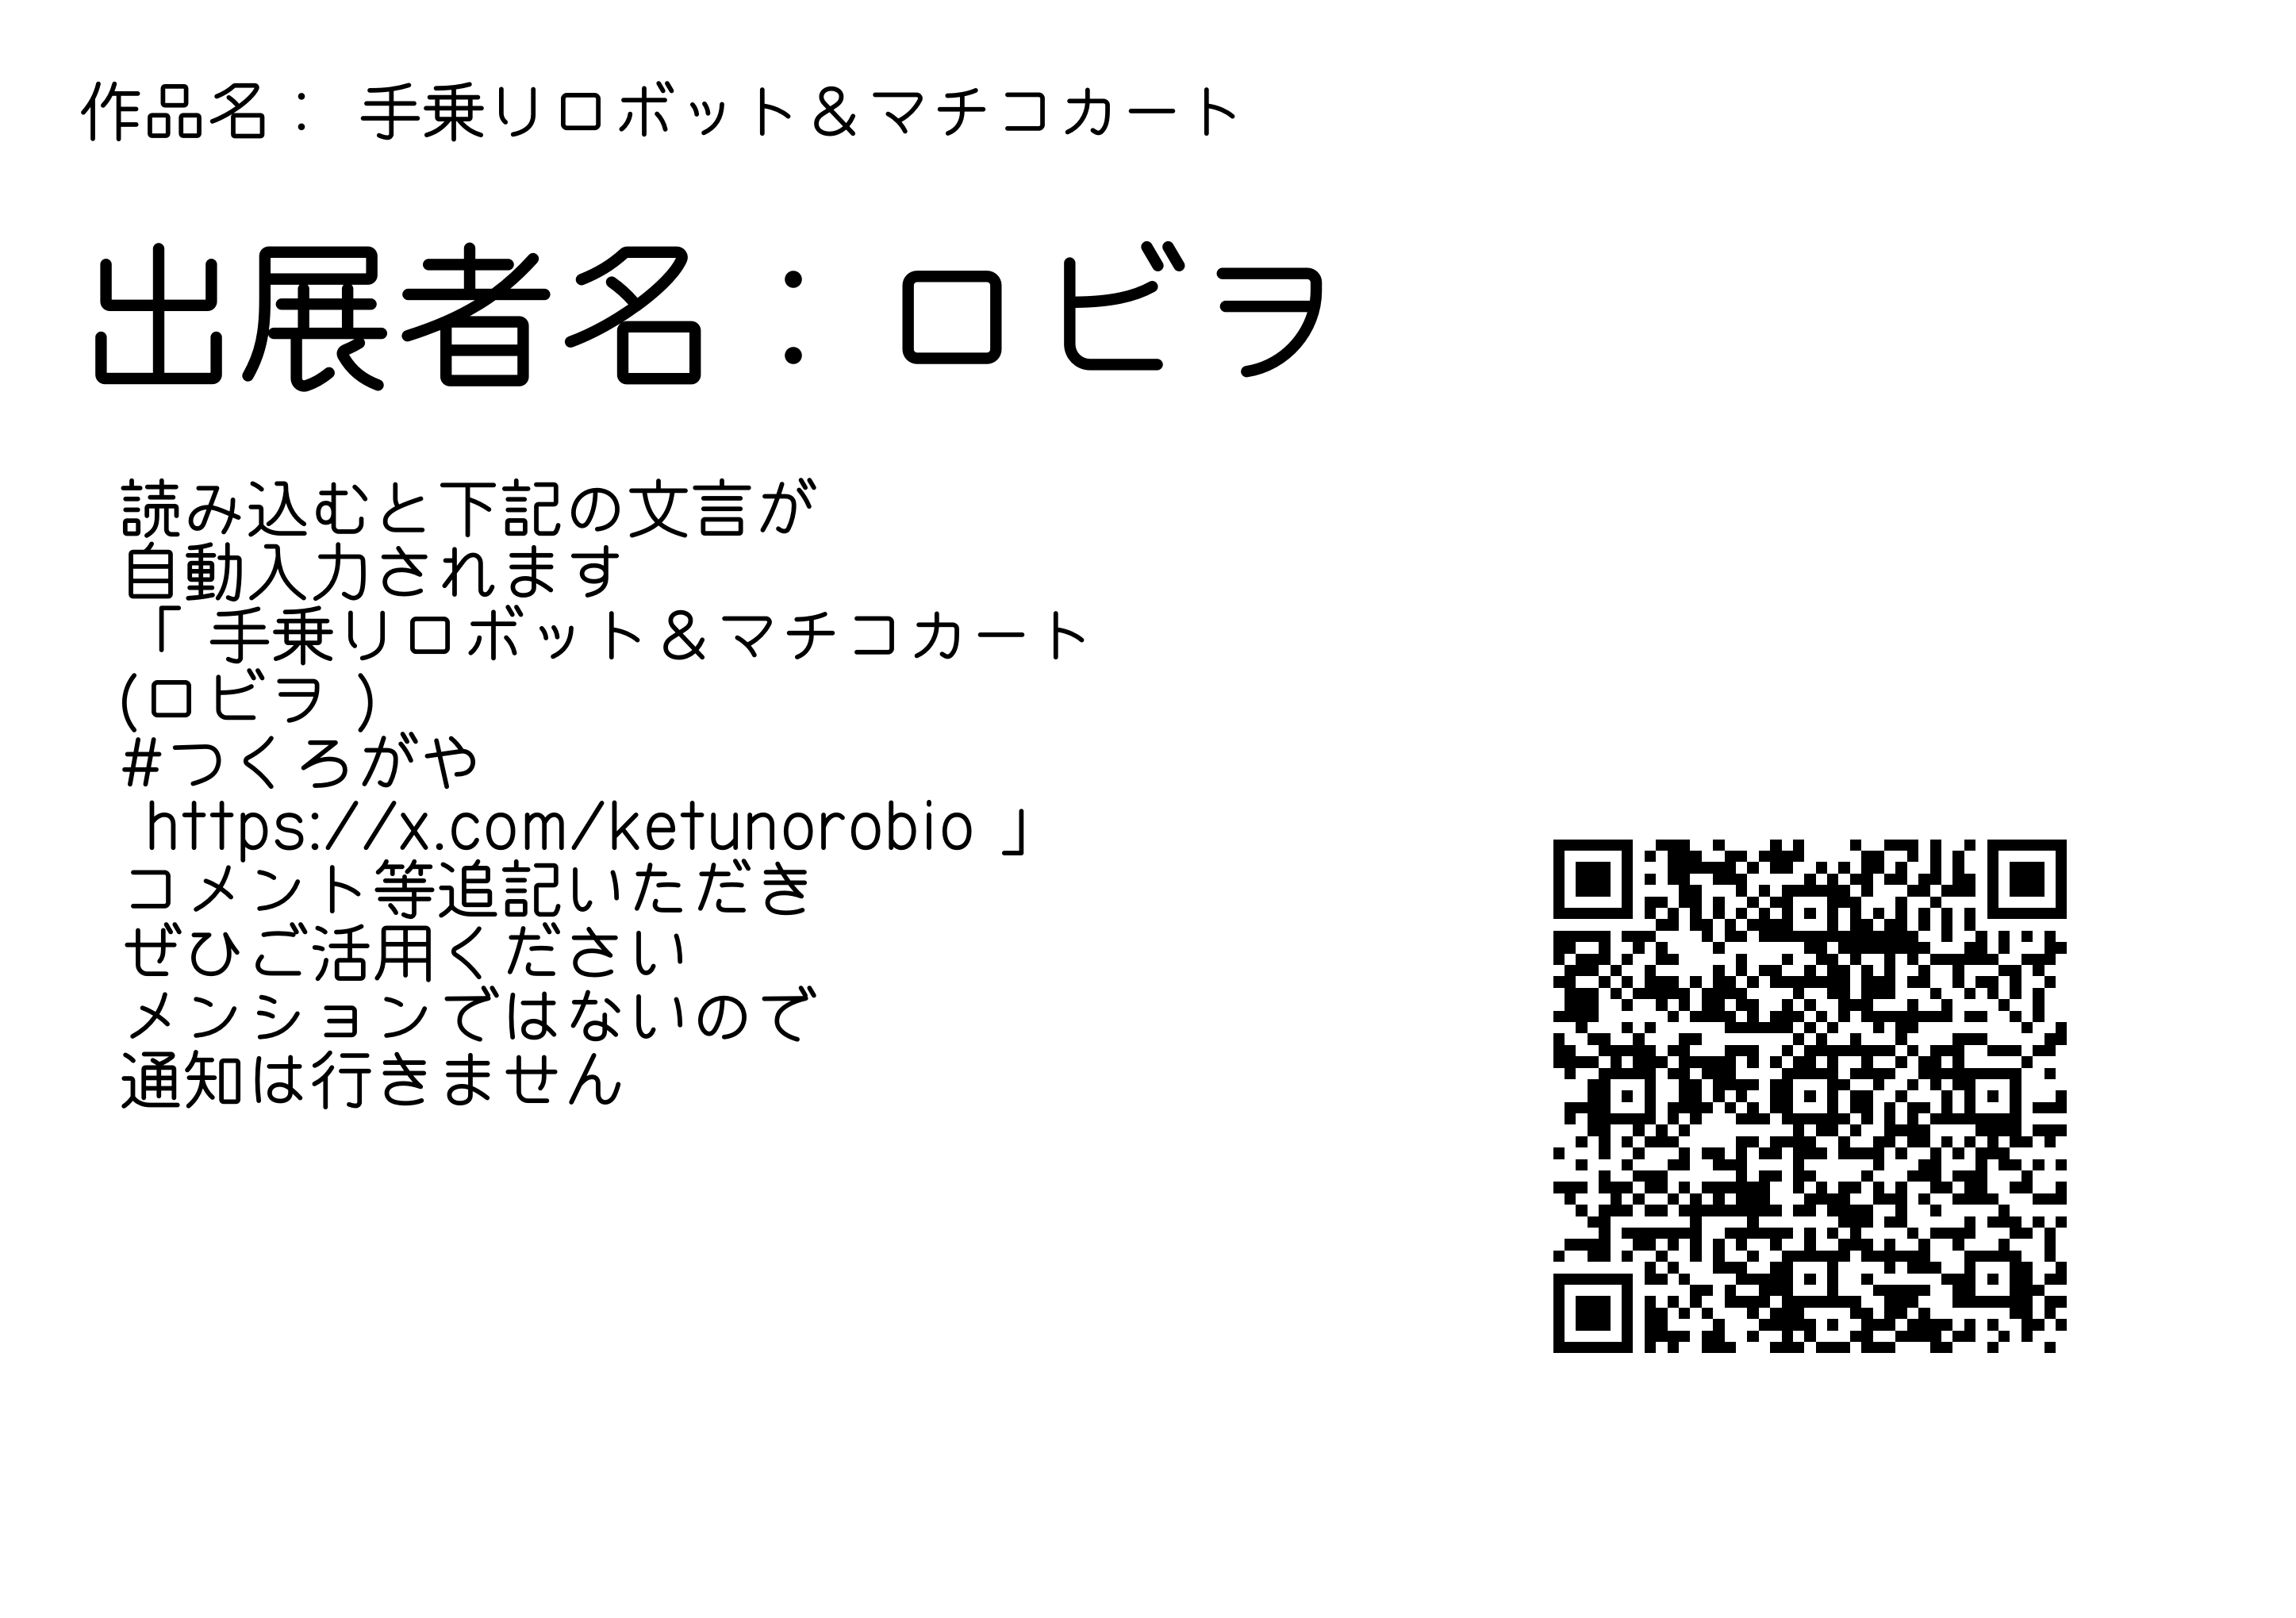 作品名： 手乗リロボット＆マチコカート
出展者名：ロビヲ
読み込むと下記の文言が
自動入力されます
「手乗リロボット＆マチコカート
(ロビヲ )
#つくろがや
https://x.com/ketunorobio 」
コメント等追記いただき
ぜひご活用ください
メンションではないので
通知は行きません